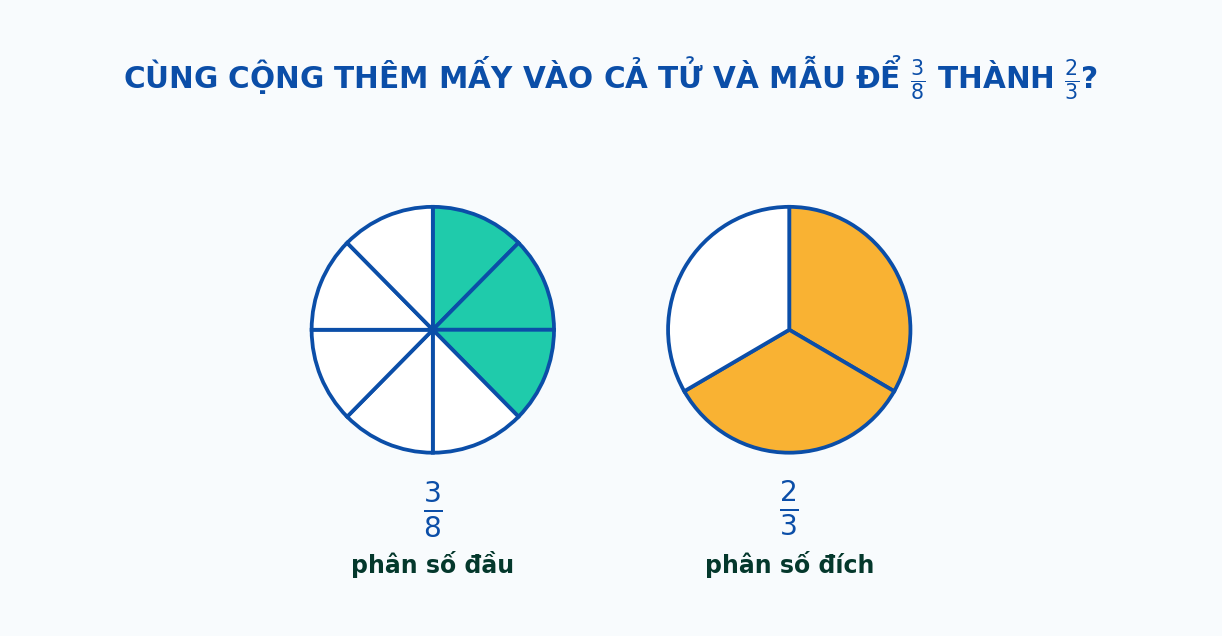 CÙNG CỘNG THÊM MẤY VÀO CẢ TỬ VÀ MẪU ĐỂ 3/8 THÀNH 2/3?
3/8 2/3
phân số đầu phân số đích